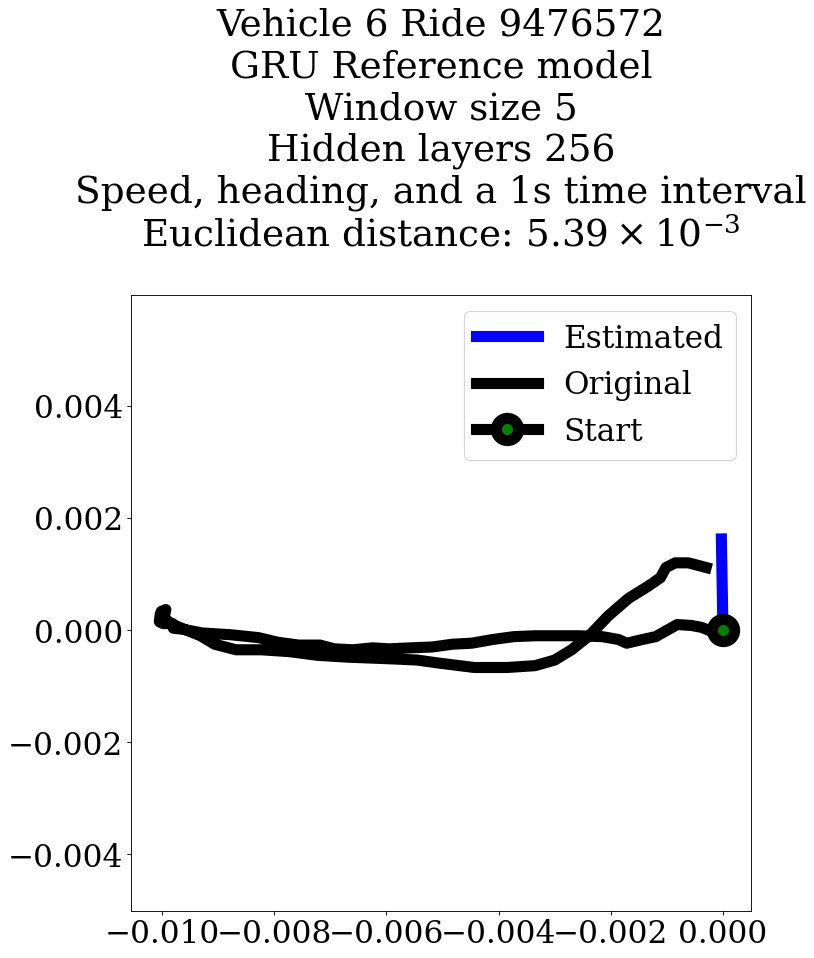 Vehicle 6 Ride 9476572
GRU Reference model
Window size 5
Hidden layers 256
Speed, heading, and a 1s time interval
Euclidean distance: 5.39 × 10⁻³
Estimated
Original
Start
0.004
0.002
0.000
−0.002
−0.004
−0.010 −0.008 −0.006 −0.004 −0.002 0.000